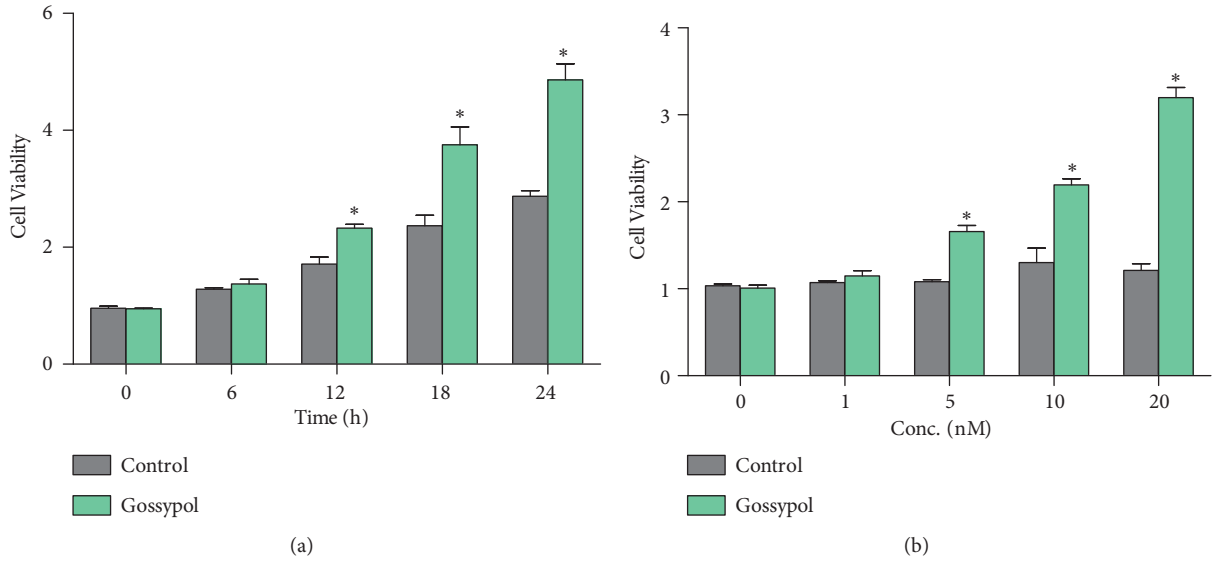 6
4
2
0
Cell Viability
*
*
*
0 6 12 18 24
Time (h)
Control
Gossypol
(a)
4
3
2
1
0
Cell Viability
*
*
*
0 1 5 10 20
Conc. (nM)
Control
Gossypol
(b)